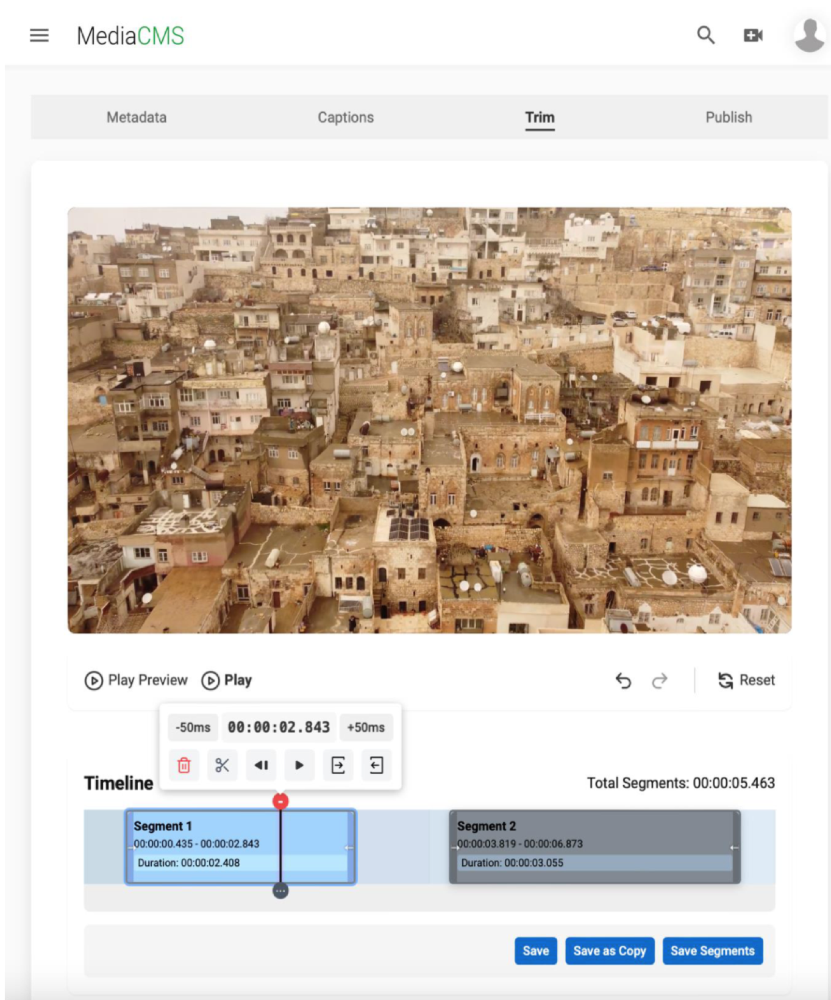 MediaCMS
Metadata Captions Trim Publish
Play Preview Play Reset
-50ms 00:00:02.843 +50ms
Timeline Total Segments: 00:00:05.463
Segment 1
00:00:00.435 - 00:00:02.843
Duration: 00:00:02.408
Segment 2
00:00:03.819 - 00:00:06.873
Duration: 00:00:03.055
Save Save as Copy Save Segments